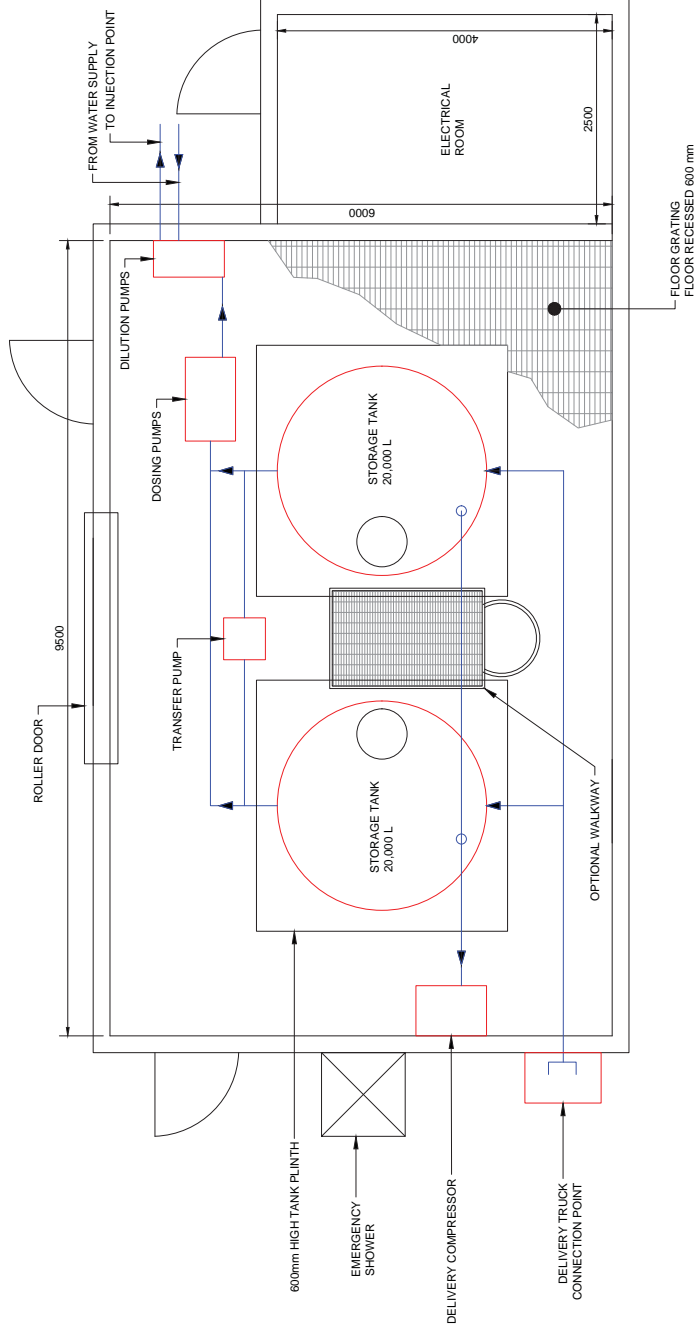 FROM WATER SUPPLY
TO INJECTION POINT
4000
ELECTRICAL
ROOM
2500
6000
FLOOR GRATING
FLOOR RECESSED 600 mm
DILUTION PUMPS
DOSING PUMPS
STORAGE TANK
20,000 L
9500
ROLLER DOOR
TRANSFER PUMP
STORAGE TANK
20,000 L
OPTIONAL WALKWAY
600mm HIGH TANK PLINTH
EMERGENCY
SHOWER
DELIVERY COMPRESSOR
DELIVERY TRUCK
CONNECTION POINT